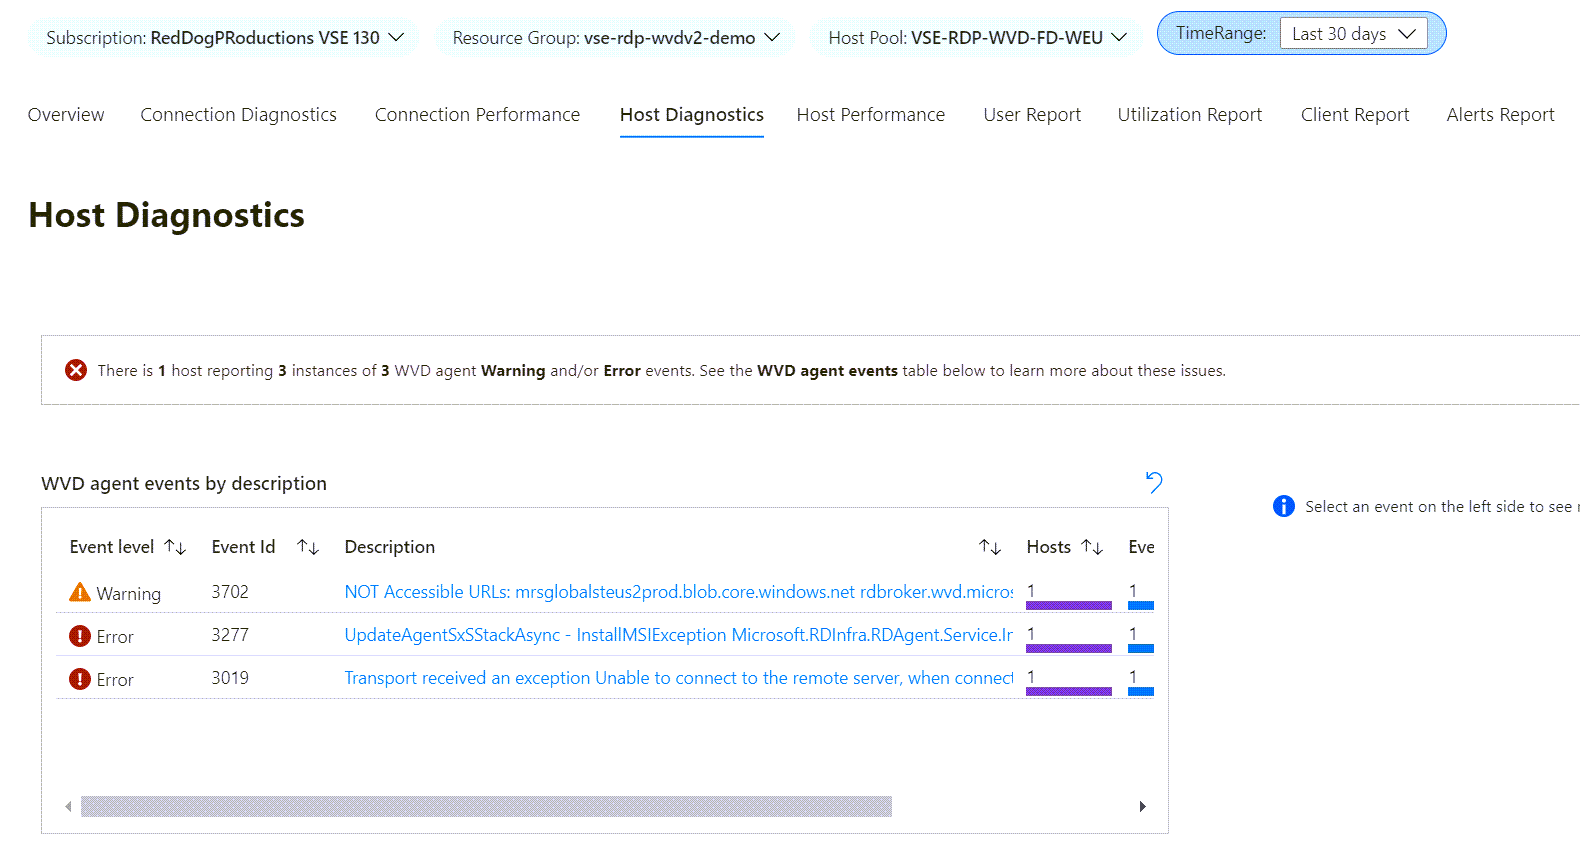 Subscription: RedDogPRoductions VSE 130 Resource Group: vse-rdp-wvdv2-demo Host Pool: VSE-RDP-WVD-FD-WEU TimeRange: Last 30 days
Overview Connection Diagnostics Connection Performance Host Diagnostics Host Performance User Report Utilization Report Client Report Alerts Report
Host Diagnostics
There is 1 host reporting 3 instances of 3 WVD agent Warning and/or Error events. See the WVD agent events table below to learn more about these issues.
WVD agent events by description
Select an event on the left side to see
Event level Event Id Description Hosts Eve
Warning 3702 NOT Accessible URLs: mrsglobalsteus2prod.blob.core.windows.net rdbroker.wvd.micros 1 1
Error 3277 UpdateAgentSxSStackAsync - InstallMSIException Microsoft.RDInfra.RDAgent.Service.Ir 1 1
Error 3019 Transport received an exception Unable to connect to the remote server, when connect 1 1